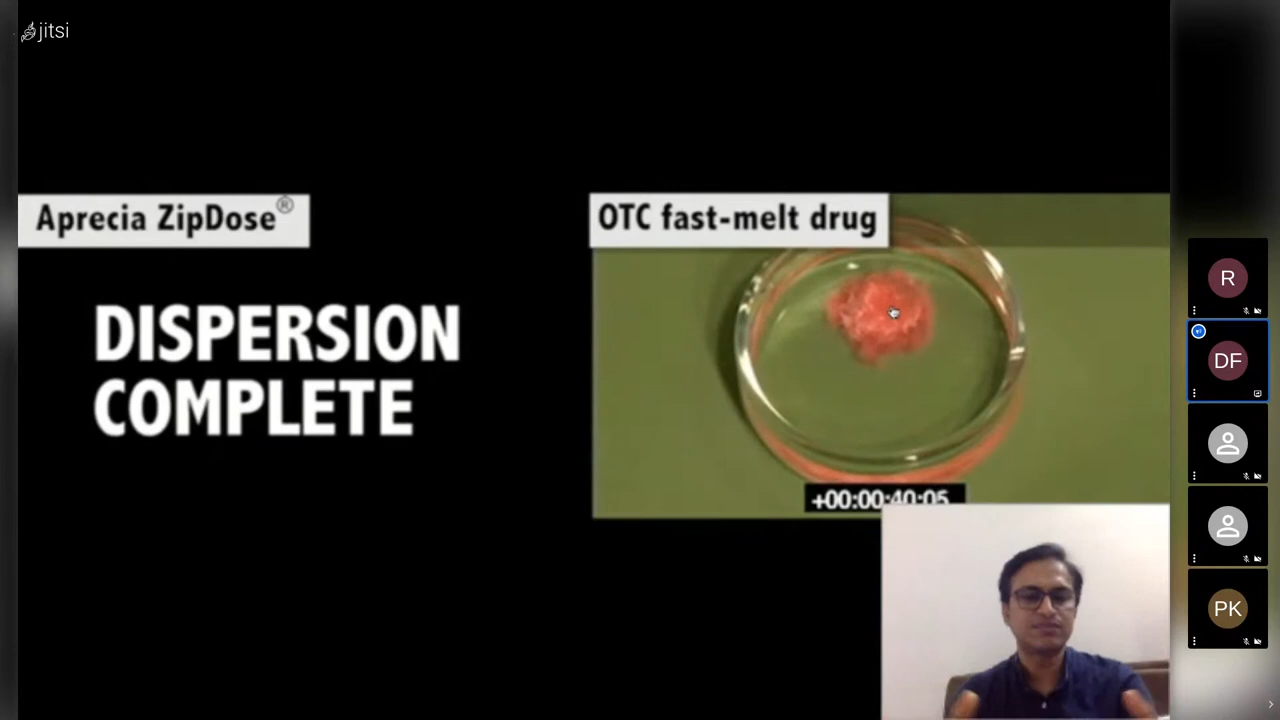 jitsi
Aprecia ZipDose®
OTC fast-melt drug
DISPERSION
COMPLETE
+00:00:40:05
R
DF
PK